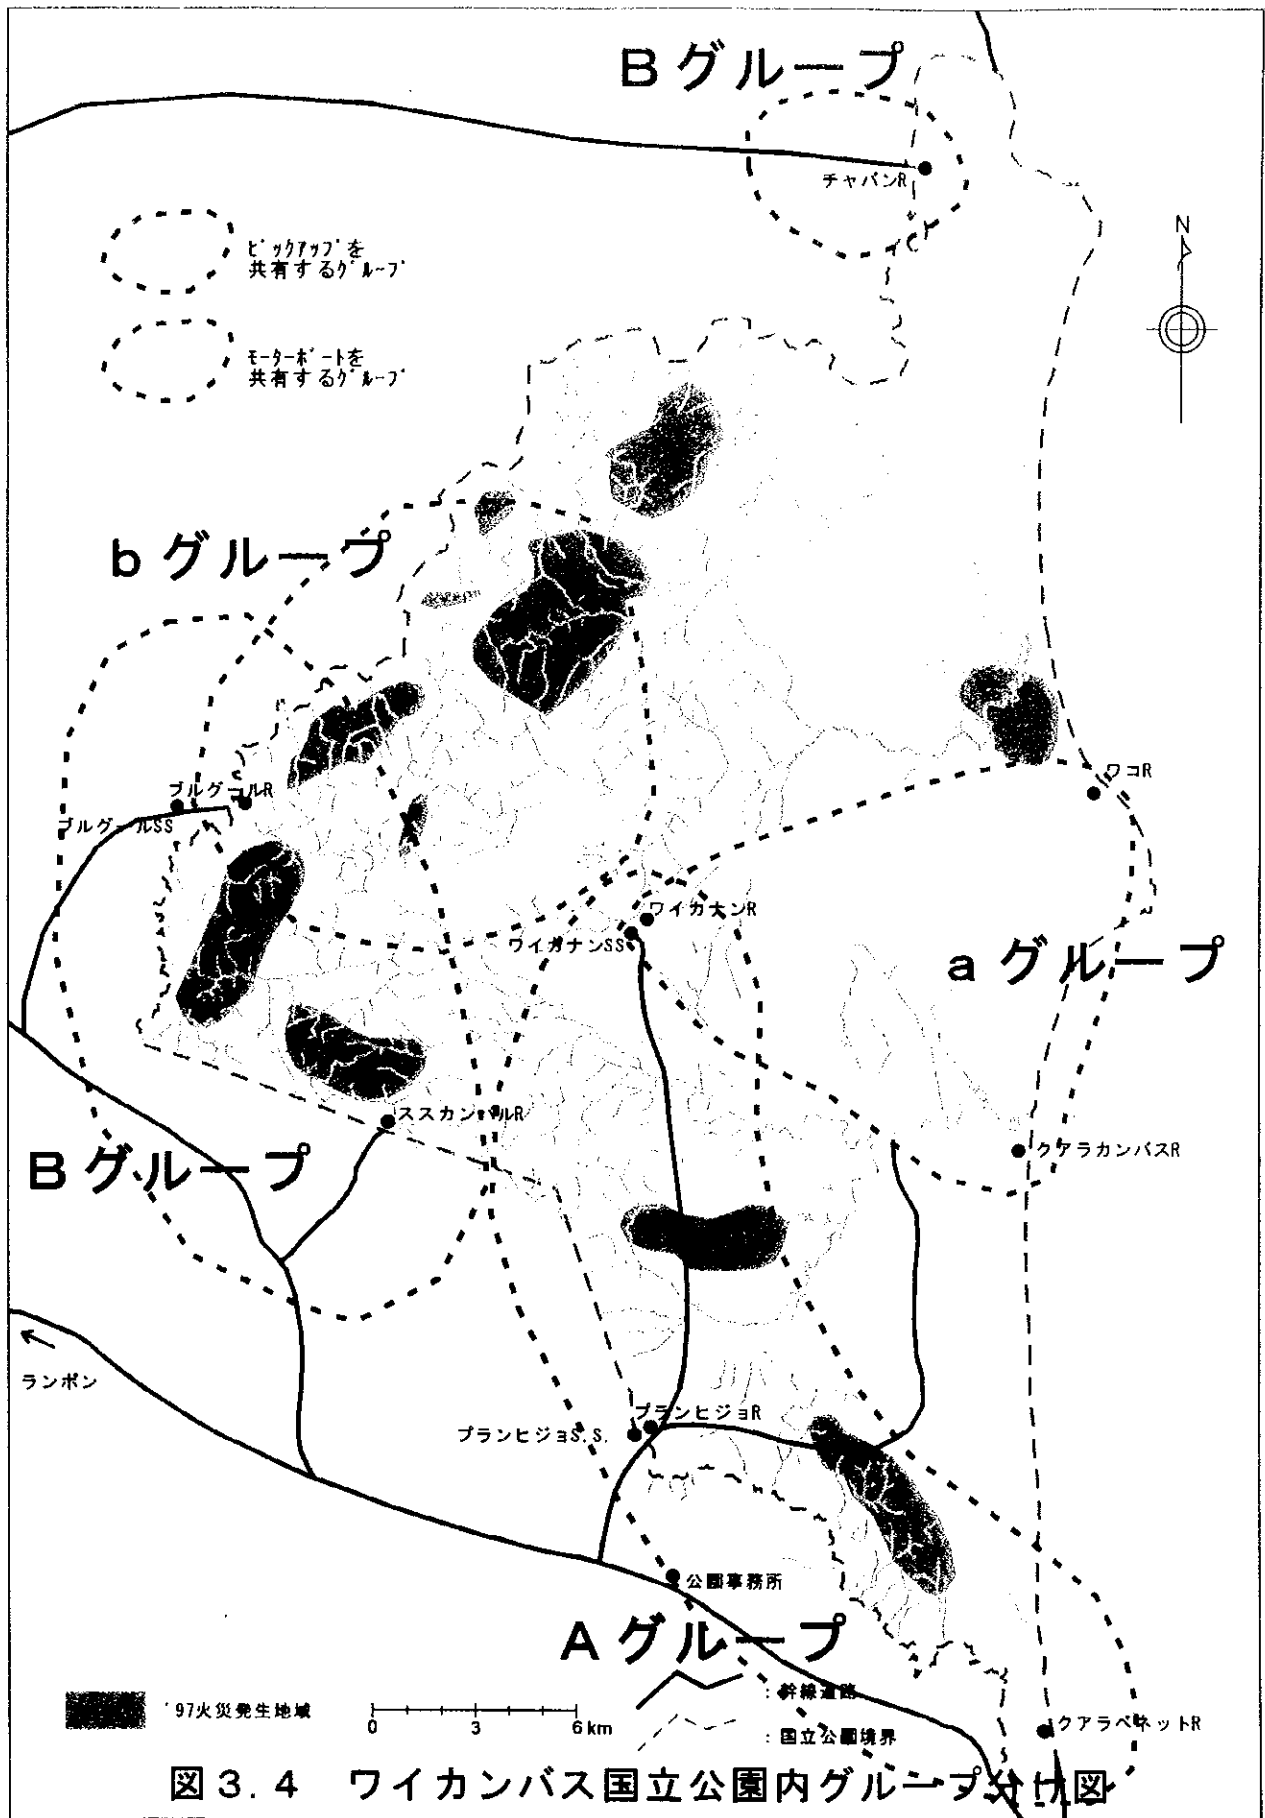 Bグループ
チャバンR
N
ピックアップを
共有するグループ
モーターボートを
共有するグループ
bグループ
ワコR
ブルグールR
ブルグールSS
ワイガナンSS
aグループ
ススカンバルR
クアラカンバスR
Bグループ
ランポン
プランヒジョR
プランヒジョS.S.
公園事務所
Aグループ
'97火災発生地域
0 3 6 km
：幹線道路
：国立公園境界
クアラペネットR
図3.4 ワイカンバス国立公園内グループ分け図